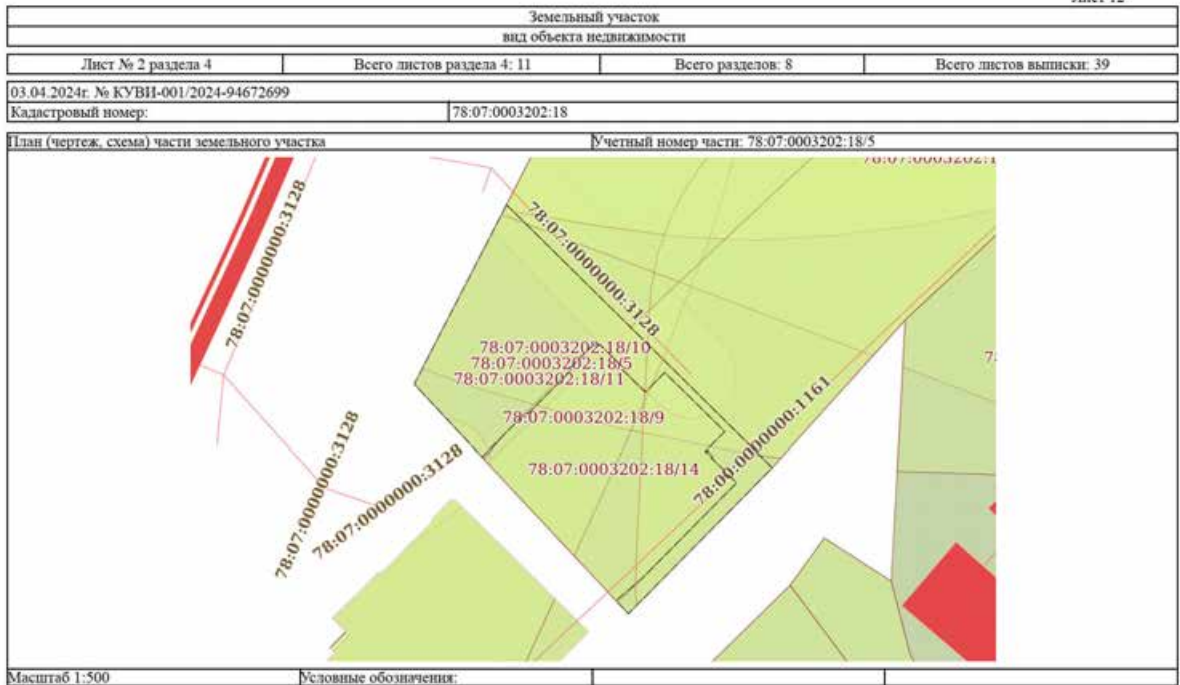 Земельный участок
вид объекта недвижимости
Лист № 2 раздела 4 Всего листов раздела 4: 11 Всего разделов: 8 Всего листов выписки: 39
03.04.2024г. № КУВИ-001/2024-94672699
Кадастровый номер: 78:07:0003202:18
План (чертеж, схема) части земельного участка Учетный номер части: 78:07:0003202:18/5
78:07:0000000:3128
78:07:0000000:3128
78:07:0003202:18/10
78:07:0003202:18/5
78:07:0003202:18/11
78:07:0003202:18/9
78:07:0003202:18/14
78:00:0000000:1161
78:07:0000000:3128
78:07:0000000:3128
Масштаб 1:500 Условные обозначения: